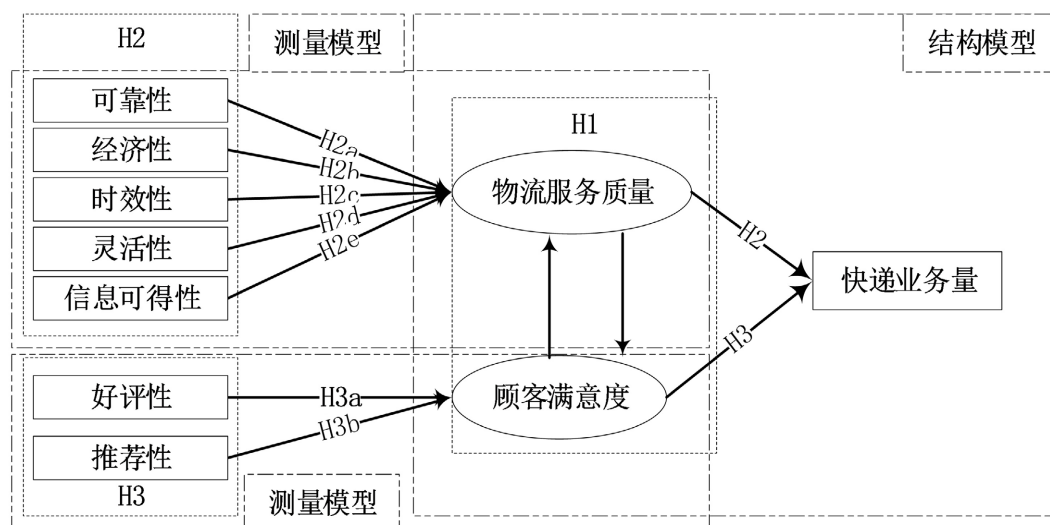 H2
测量模型
结构模型
可靠性
经济性
时效性
灵活性
信息可得性
H2a
H2b
H2c
H2d
H2e
H1
物流服务质量
H2
快递业务量
H3
顾客满意度
好评性
推荐性
H3a
H3b
H3
测量模型